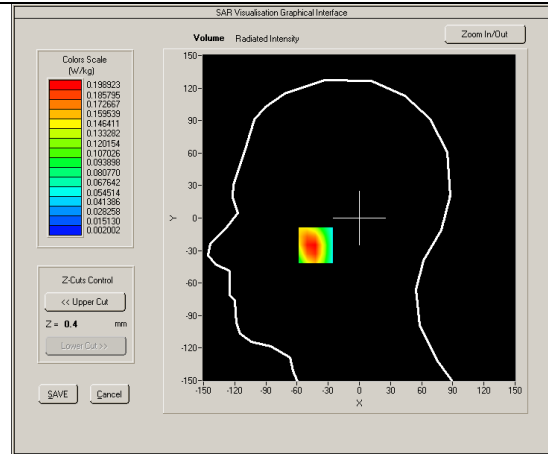 SAR Visualisation Graphical Interface
Volume Radiated Intensity
Zoom In/Out
Colors Scale
(W/kg)
0.198923
0.185795
0.172667
0.159539
0.146411
0.133282
0.120154
0.107026
0.093898
0.080770
0.067642
0.054514
0.041386
0.028258
0.015130
0.002002
Z-Cuts Control
<< Upper Cut
Z = 0.4 mm
Lower Cut >>
SAVE
Cancel
150
120
90
60
30
0
-30
-60
-90
-120
-150
Y
-150 -120 -90 -60 -30 0 30 60 90 120 150
X